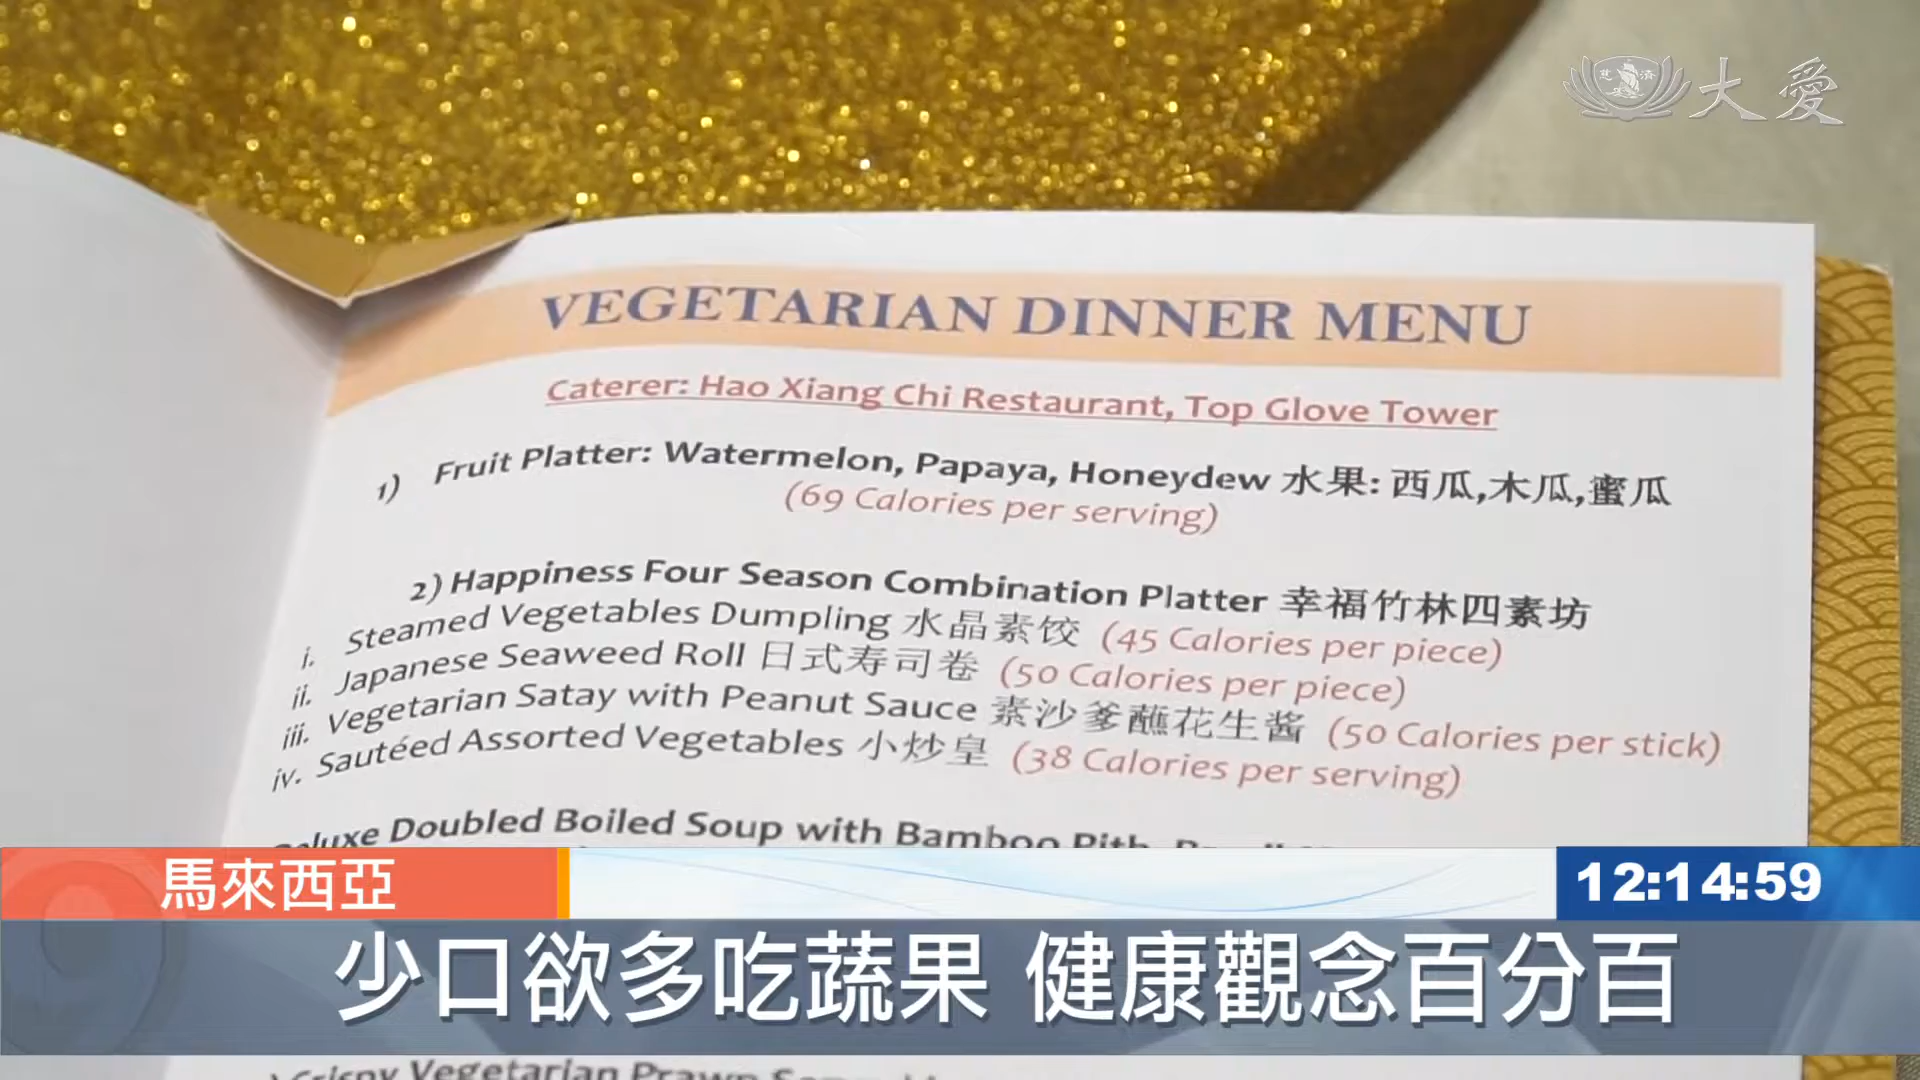 慈濟
大愛
VEGETARIAN DINNER MENU
Caterer: Hao Xiang Chi Restaurant, Top Glove Tower
1) Fruit Platter: Watermelon, Papaya, Honeydew 水果: 西瓜,木瓜,蜜瓜
(69 Calories per serving)
2) Happiness Four Season Combination Platter 幸福竹林四素坊
i. Steamed Vegetables Dumpling 水晶素饺 (45 Calories per piece)
ii. Japanese Seaweed Roll 日式寿司卷 (50 Calories per piece)
iii. Vegetarian Satay with Peanut Sauce 素沙爹蘸花生酱 (50 Calories per stick)
iv. Sautéed Assorted Vegetables 小炒皇 (38 Calories per serving)
Doubled Boiled Soup with Bamboo Pith,
馬來西亞
12:14:59
少口欲多吃蔬果 健康觀念百分百
Crispy Vegetarian Prawn